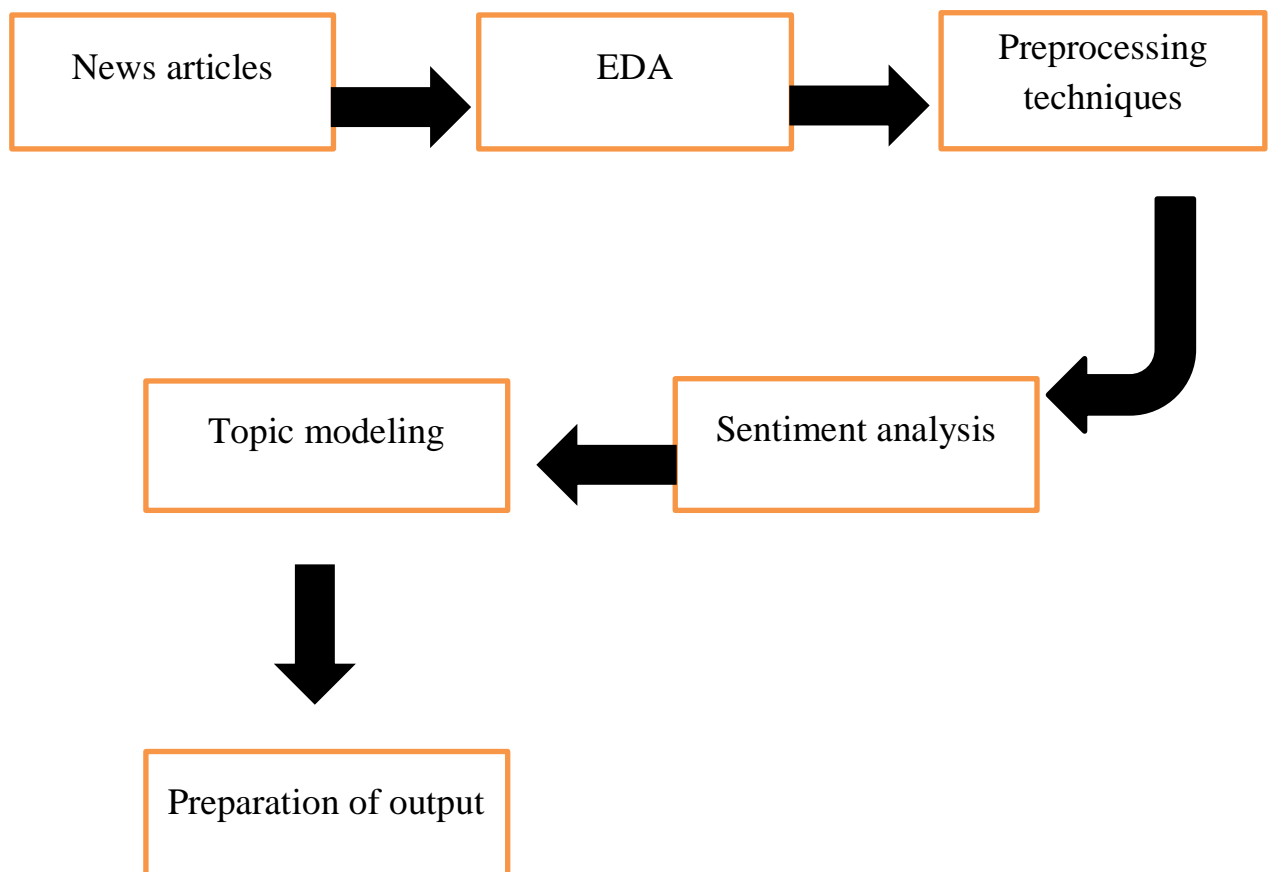 News articles
EDA
Preprocessing
techniques
Sentiment analysis
Topic modeling
Preparation of output